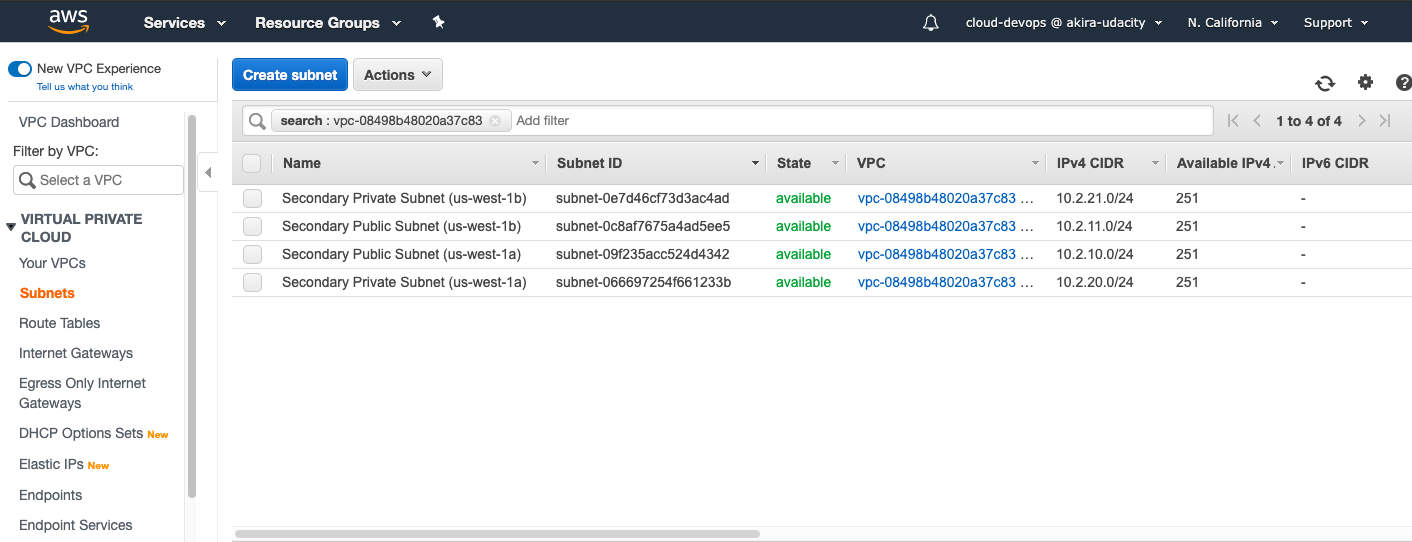 aws Services Resource Groups cloud-devops @ akira-udacity N. California Support
New VPC Experience
Tell us what you think
VPC Dashboard
Filter by VPC:
Select a VPC
VIRTUAL PRIVATE
CLOUD
Your VPCs
Subnets
Route Tables
Internet Gateways
Egress Only Internet
Gateways
DHCP Options Sets New
Elastic IPs New
Endpoints
Endpoint Services
Create subnet Actions
search : vpc-08498b48020a37c83 Add filter 1 to 4 of 4
Name Subnet ID State VPC IPv4 CIDR Available IPv4 . IPv6 CIDR
Secondary Private Subnet (us-west-1b) subnet-0e7d46cf73d3ac4ad available vpc-08498b48020a37c83 ... 10.2.21.0/24 251 -
Secondary Public Subnet (us-west-1b) subnet-0c8af7675a4ad5ee5 available vpc-08498b48020a37c83 ... 10.2.11.0/24 251 -
Secondary Public Subnet (us-west-1a) subnet-09f235acc524d4342 available vpc-08498b48020a37c83 ... 10.2.10.0/24 251 -
Secondary Private Subnet (us-west-1a) subnet-066697254f661233b available vpc-08498b48020a37c83 ... 10.2.20.0/24 251 -